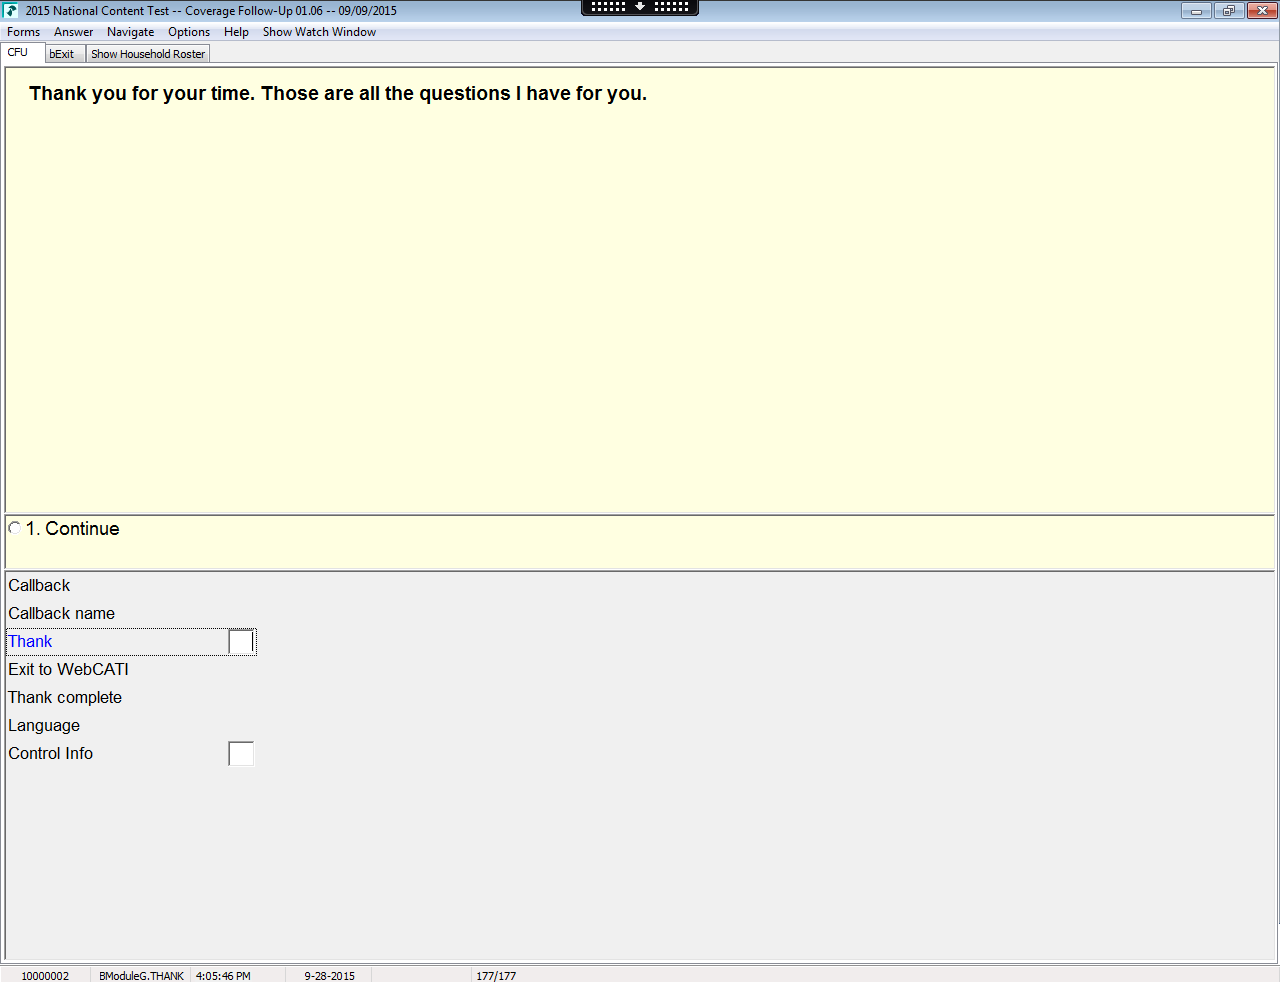 2015 National Content Test -- Coverage Follow-Up 01.06 -- 09/09/2015
Forms Answer Navigate Options Help Show Watch Window
CFU bExit Show Household Roster
Thank you for your time. Those are all the questions I have for you.
1. Continue
Callback
Callback name
Thank
Exit to WebCATI
Thank complete
Language
Control Info
10000002 BModuleG.THANK 4:05:46 PM 9-28-2015 177/177